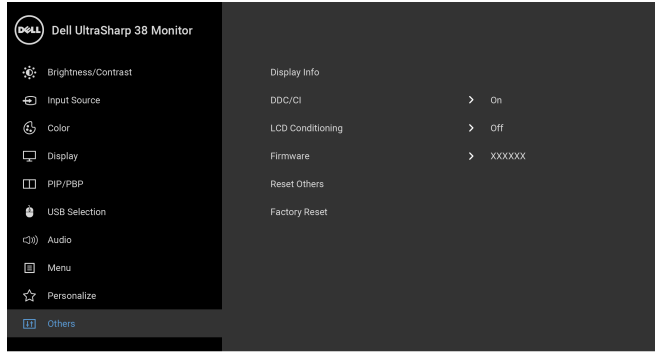 DELL Dell UltraSharp 38 Monitor
Brightness/Contrast
Display Info
Input Source
DDC/CI > On
Color
LCD Conditioning > Off
Display
Firmware > XXXXXX
PIP/PBP
Reset Others
USB Selection
Factory Reset
Audio
Menu
Personalize
Others